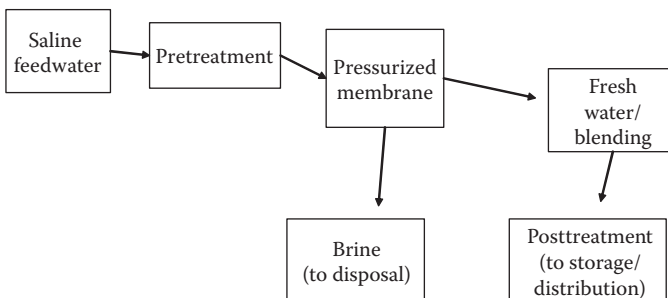 Saline
feedwater
Pretreatment
Pressurized
membrane
Fresh
water/
blending
Brine
(to disposal)
Posttreatment
(to storage/
distribution)